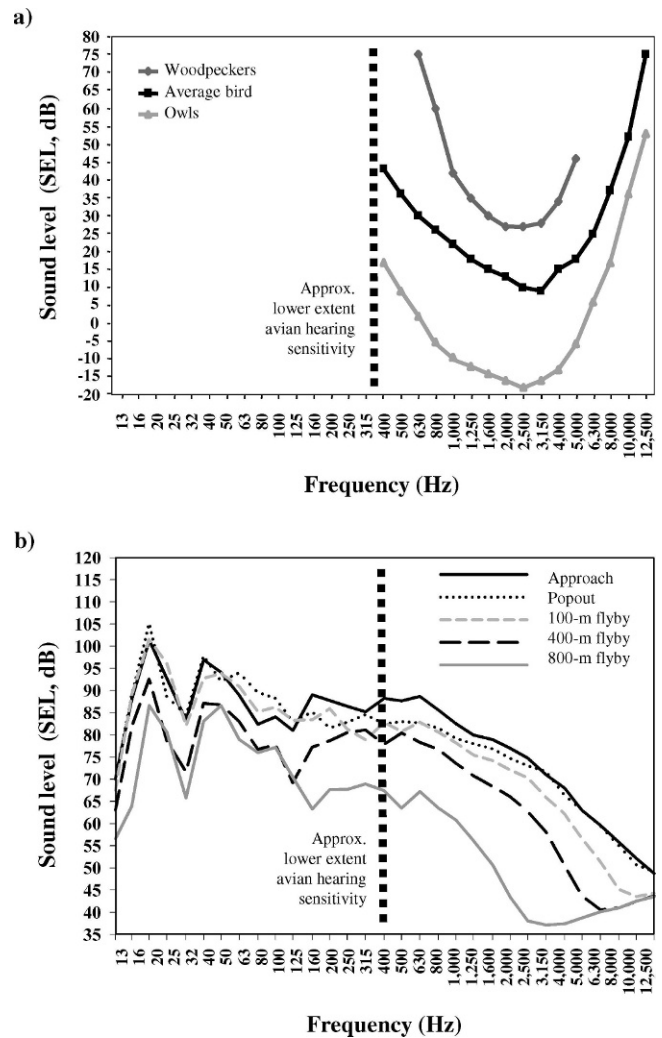 a)
80
75
70
65
60
55
50
45
40
35
30
25
20
15
10
5
0
-5
-10
-15
-20
Sound level (SEL, dB)
Woodpeckers
Average bird
Owls
Approx.
lower extent
avian hearing
sensitivity
13 16 20 25 32 40 50 63 80 100 125 160 200 250 315 400 500 630 800 1,000 1,250 1,600 2,000 2,500 3,150 4,000 5,000 6,300 8,000 10,000 12,500
Frequency (Hz)
b)
120
115
110
105
100
95
90
85
80
75
70
65
60
55
50
45
40
35
Sound level (SEL, dB)
Approach
Popout
100-m flyby
400-m flyby
800-m flyby
Approx.
lower extent
avian hearing
sensitivity
13 16 20 25 32 40 50 63 80 100 125 160 200 250 315 400 500 630 800 1,000 1,250 1,600 2,000 2,500 3,150 4,000 5,000 6,300 8,000 10,000 12,500
Frequency (Hz)